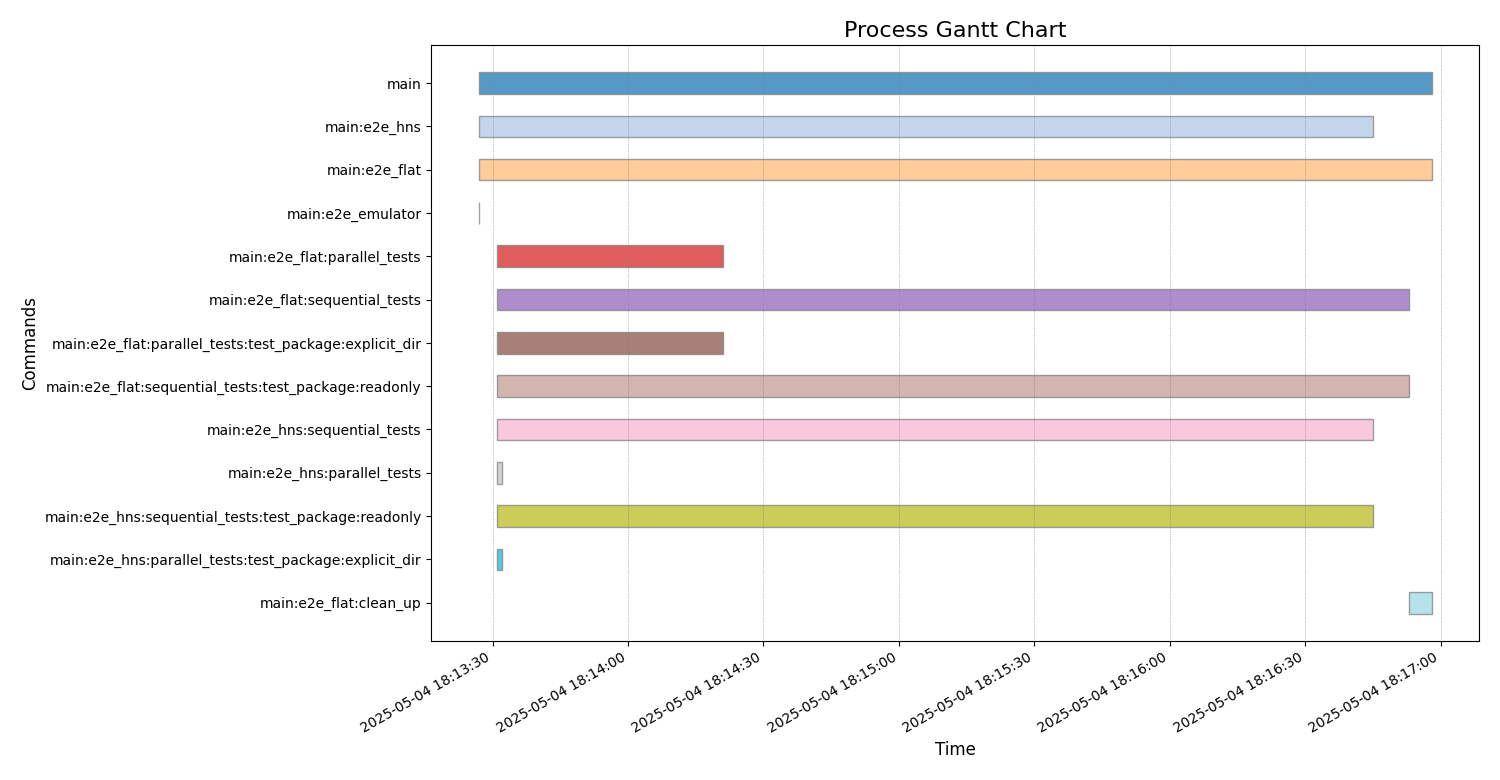 Process Gantt Chart
main
main:e2e_hns
main:e2e_flat
main:e2e_emulator
main:e2e_flat:parallel_tests
main:e2e_flat:sequential_tests
main:e2e_flat:parallel_tests:test_package:explicit_dir
main:e2e_flat:sequential_tests:test_package:readonly
main:e2e_hns:sequential_tests
main:e2e_hns:parallel_tests
main:e2e_hns:sequential_tests:test_package:readonly
main:e2e_hns:parallel_tests:test_package:explicit_dir
main:e2e_flat:clean_up
Commands
2025-05-04 18:13:30
2025-05-04 18:14:00
2025-05-04 18:14:30
2025-05-04 18:15:00
2025-05-04 18:15:30
2025-05-04 18:16:00
2025-05-04 18:16:30
2025-05-04 18:17:00
Time